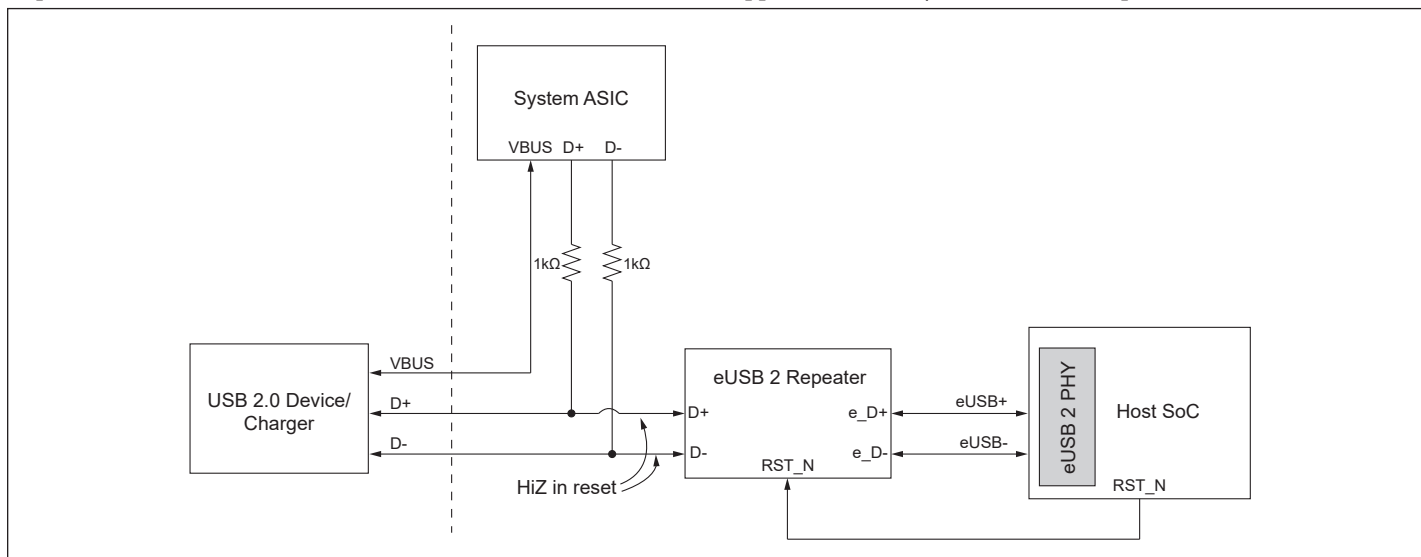 System ASIC
VBUS D+ D-
1kΩ 1kΩ
VBUS
eUSB 2 Repeater
USB 2.0 Device/
Charger
D+
D+
e_D+
eUSB+
eUSB 2 PHY
Host SoC
D-
D-
e_D-
eUSB-
RST_N
HiZ in reset
RST_N